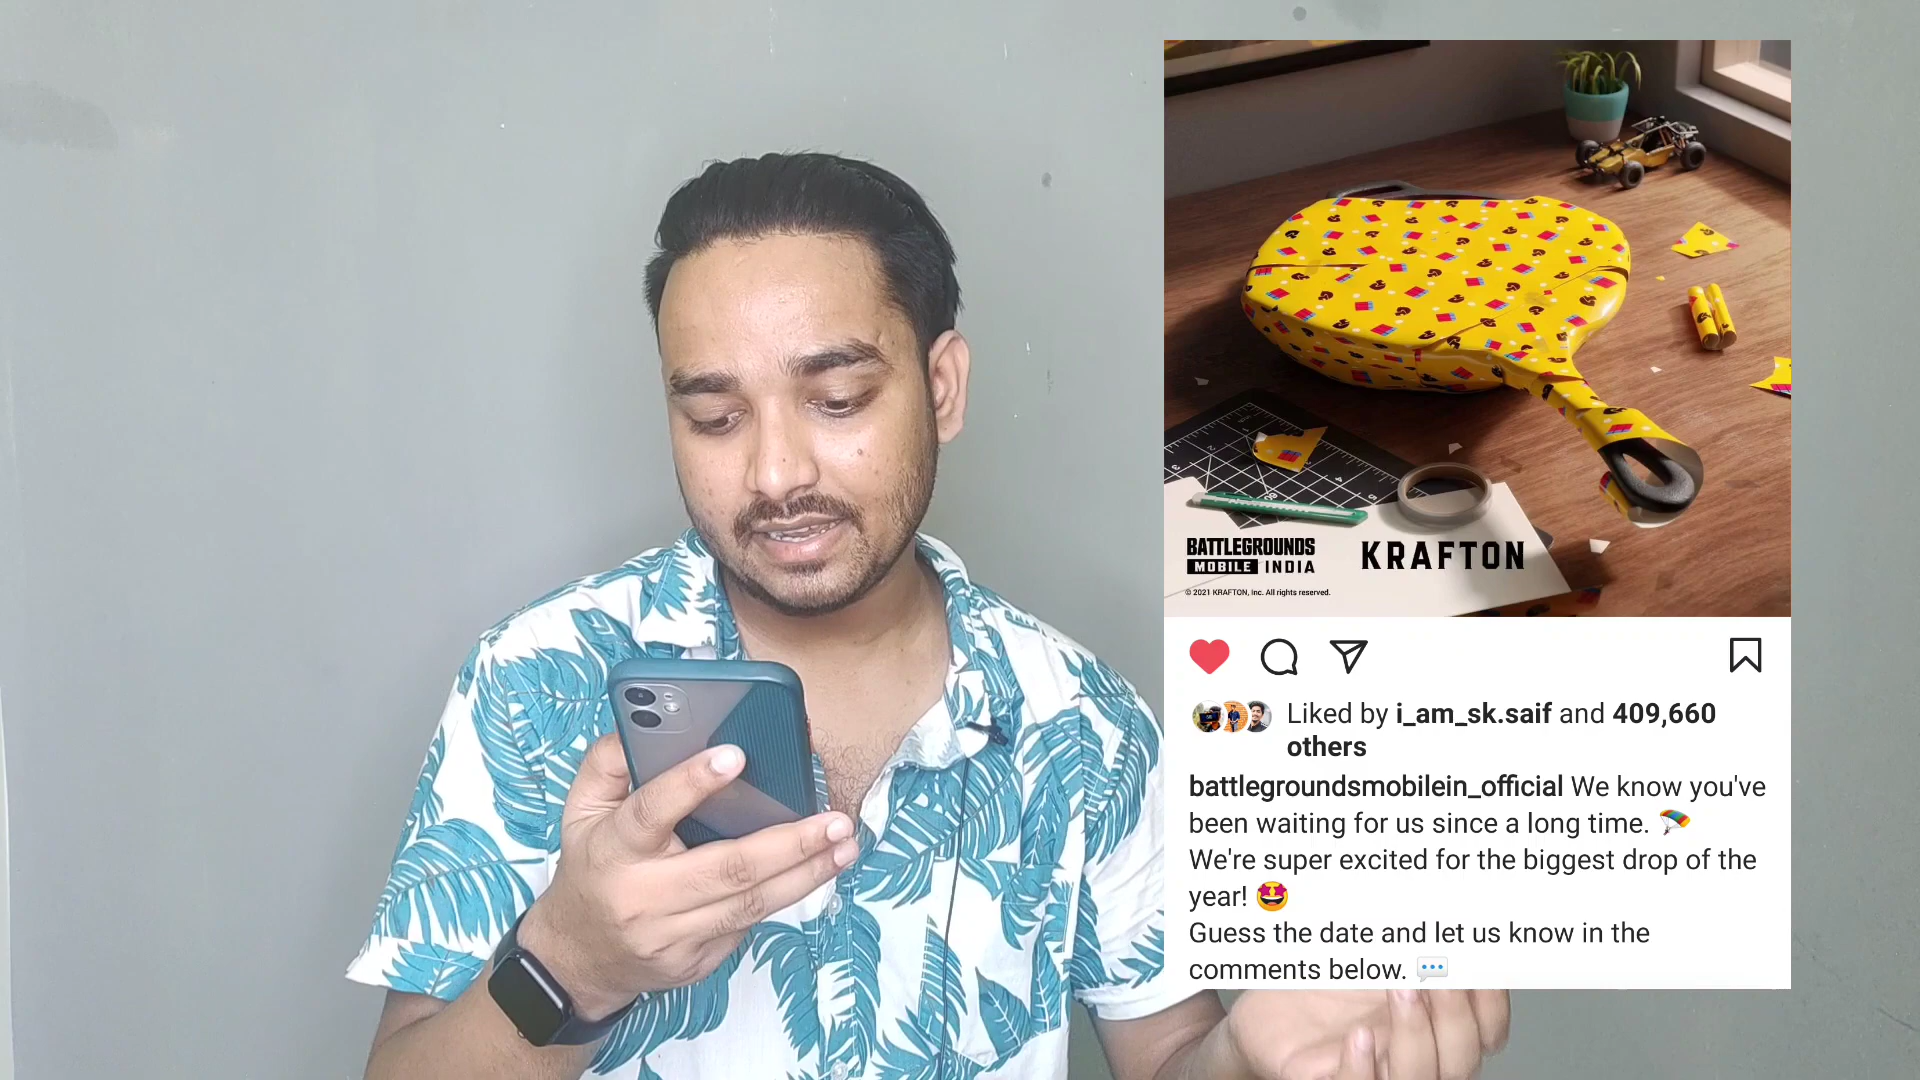 BATTLEGROUNDS
MOBILE INDIA
KRAFTON
© 2021 KRAFTON, Inc. All rights reserved.
Liked by i_am_sk.saif and 409,660
others
battlegroundsmobilein_official We know you've
been waiting for us since a long time. 🪂
We're super excited for the biggest drop of the
year! 🤩
Guess the date and let us know in the
comments below. 💬